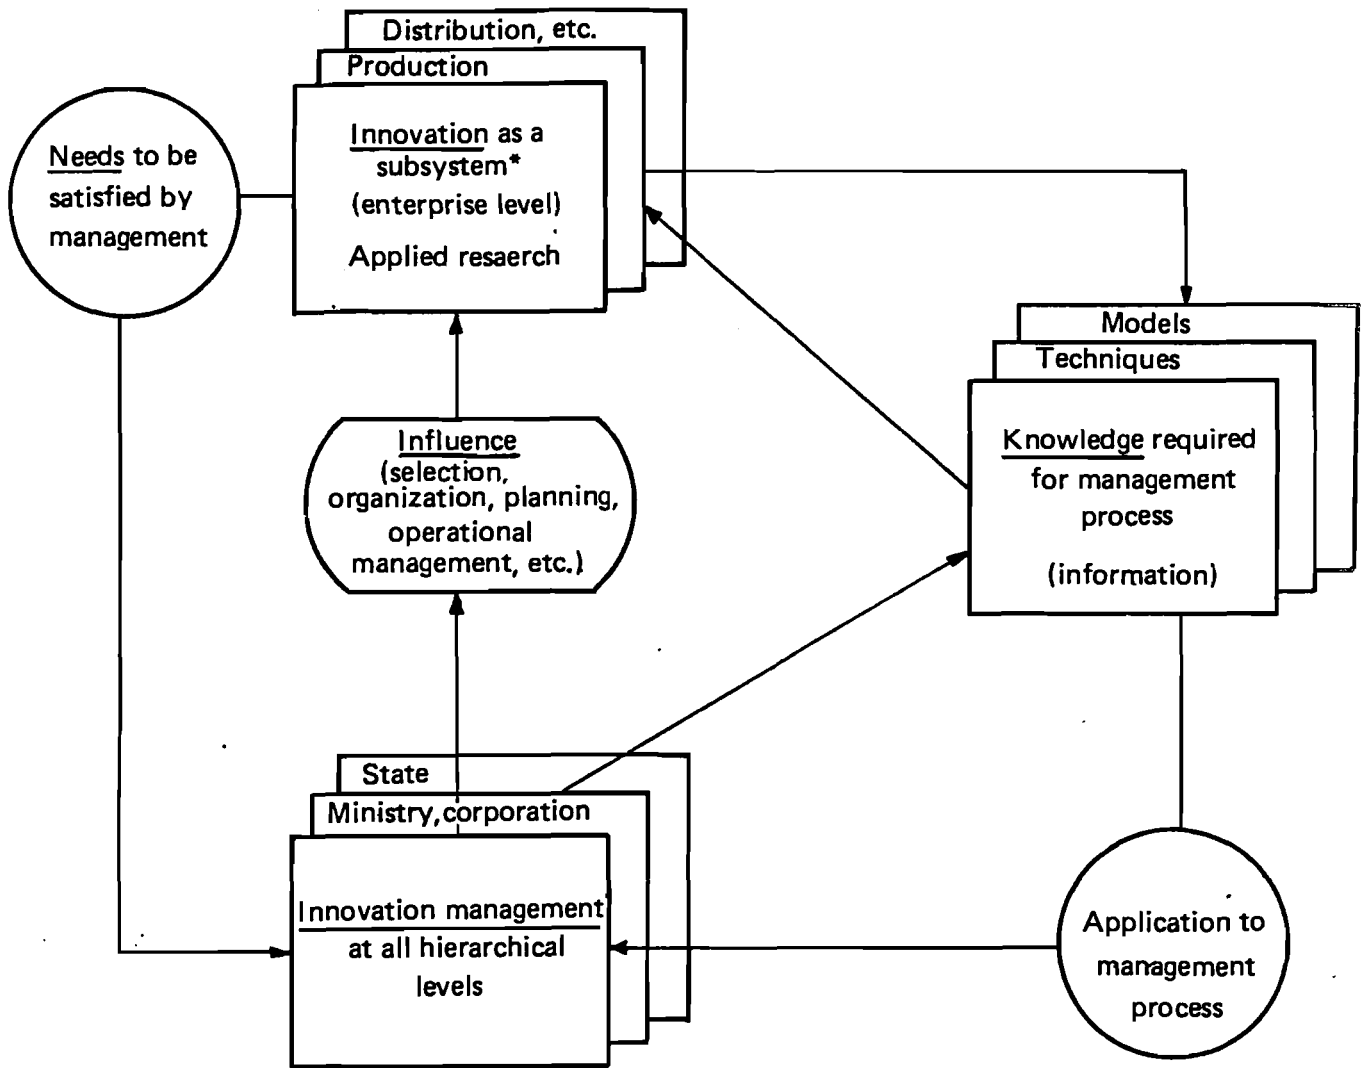 Distribution, etc.
Production
Innovation as a
subsystem*
(enterprise level)
Applied resaerch
Needs to be
satisfied by
management
Models
Techniques
Knowledge required
for management
process
(information)
Influence
(selection,
organization, planning,
operational
management, etc.)
State
Ministry, corporation
Innovation management
at all hierarchical
levels
Application to
management
process